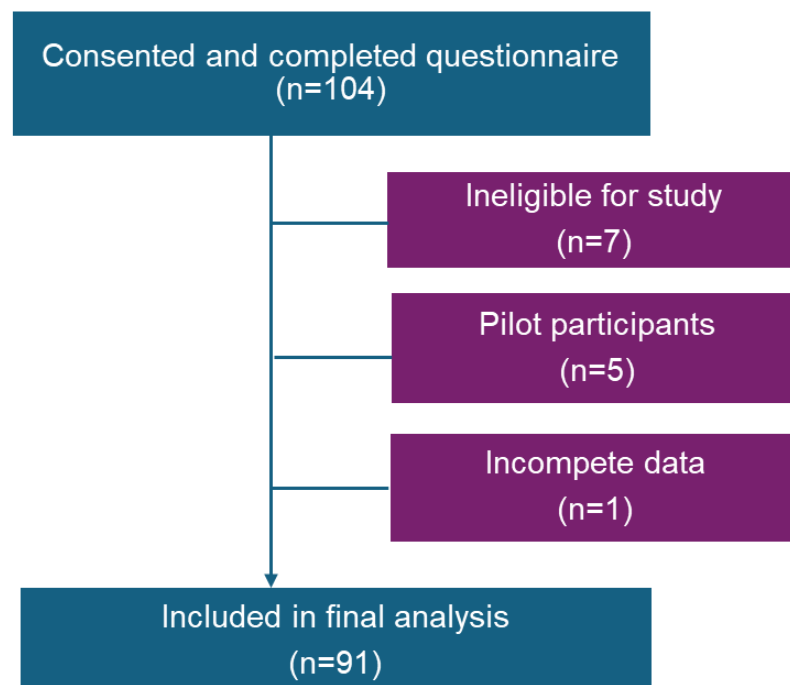 Consented and completed questionnaire
(n=104)
Ineligible for study
(n=7)
Pilot participants
(n=5)
Incompete data
(n=1)
Included in final analysis
(n=91)